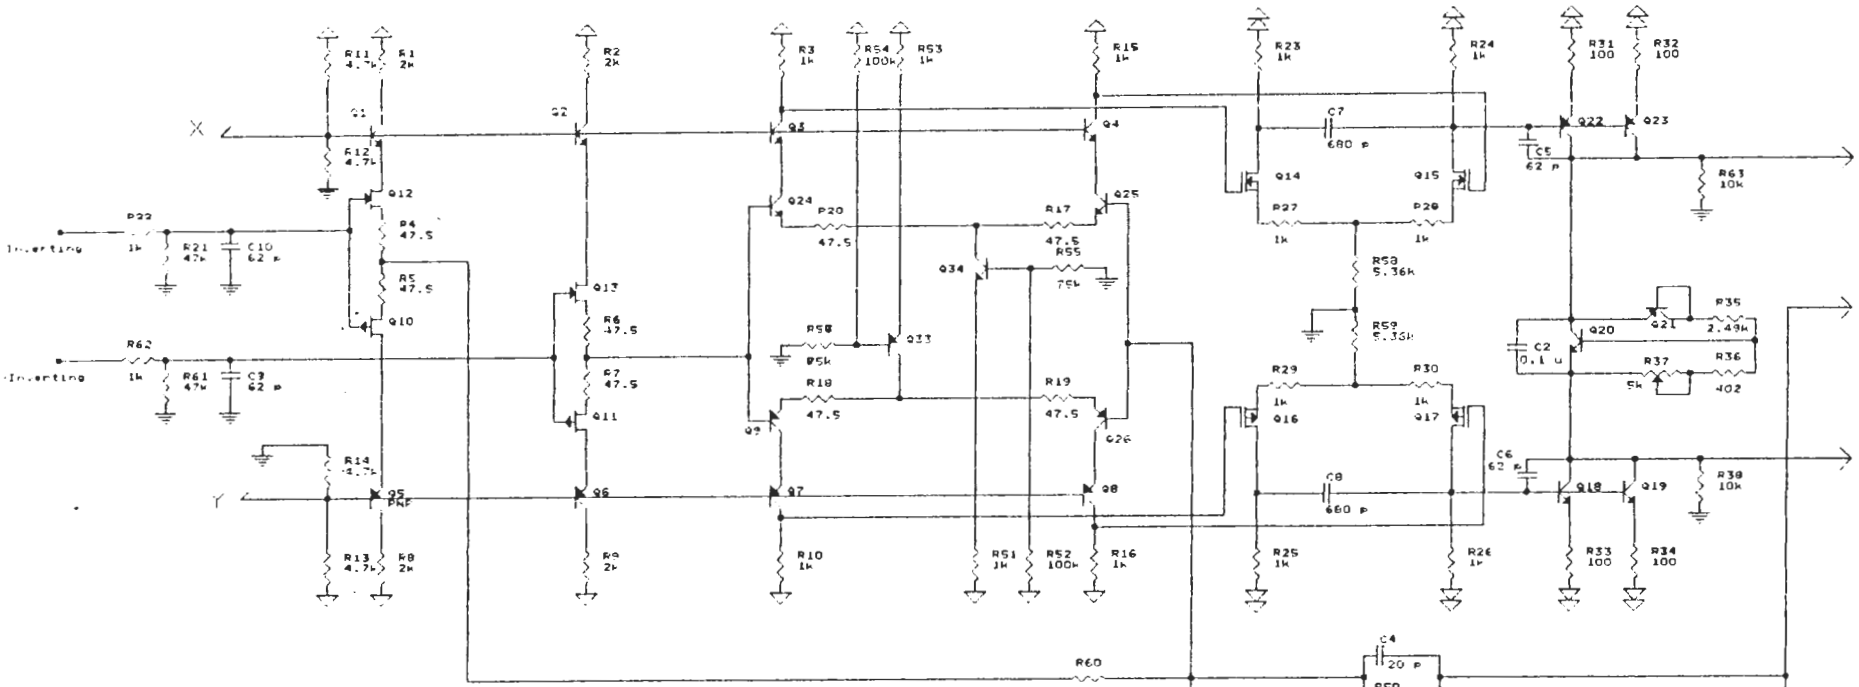 R11
4.7k
R1
2k
R2
2k
R3
1k
R54
100k
R53
1k
R15
1k
R23
1k
R24
1k
R31
100
R32
100
X
Q1
Q2
Q3
Q4
C7
680 p
Q22
Q23
R12
4.7k
C5
62 p
Q12
Q24
Q25
Q14
Q15
R63
10k
R22
1k
Inverting
R21
47k
C10
62 p
R4
47.5
R20
47.5
R17
47.5
R27
1k
R28
1k
R5
47.5
Q34
R55
75k
R58
5.36k
Q13
Q10
R6
47.5
R56
85k
Q33
R59
5.36k
Q21
R35
2.49k
Q20
C2
0.1 u
R62
1k
-Inverting
R61
47k
C9
62 p
R7
47.5
R18
47.5
R19
47.5
R29
1k
R30
1k
R37
5k
R36
402
Q11
Q9
Q26
Q16
Q17
R14
4.7k
Y
Q5
PNP
Q6
Q7
Q8
C8
680 p
C6
62 p
Q18
Q19
R38
10k
R13
4.7k
R8
2k
R9
2k
R10
1k
R51
1k
R52
100k
R16
1k
R25
1k
R26
1k
R33
100
R34
100
R60
C4
20 p